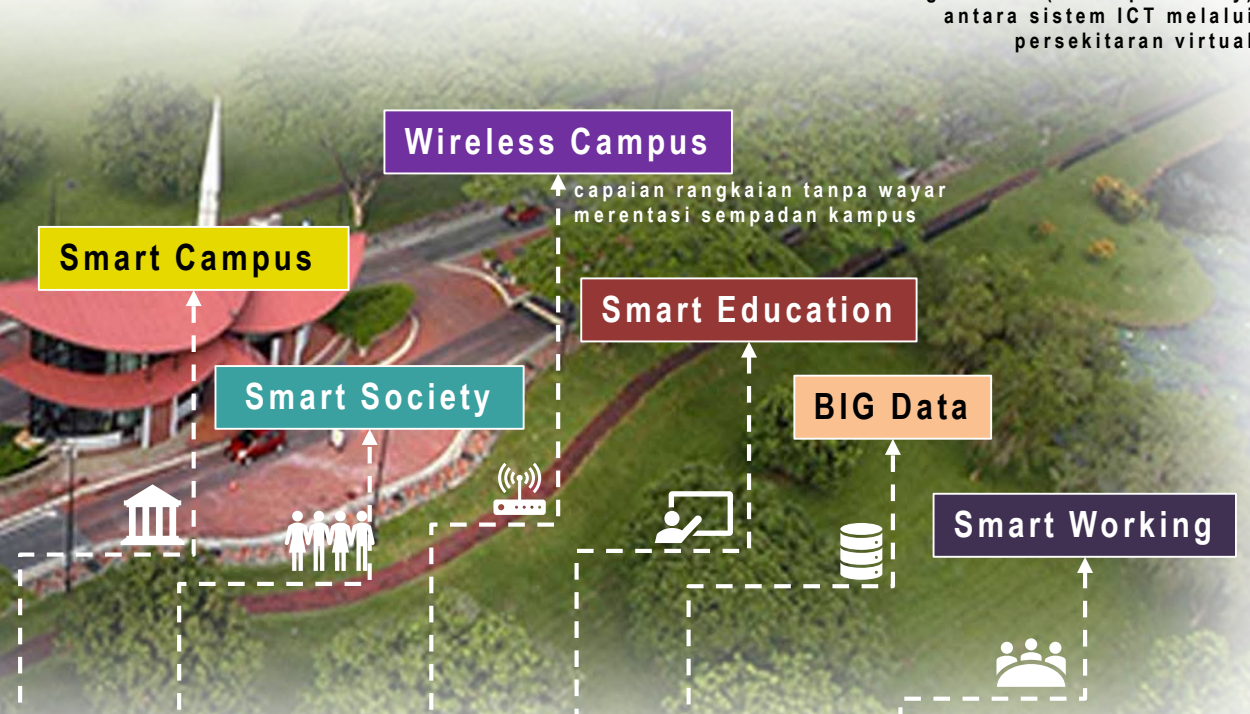 antara sistem ICT melalui
persekitaran virtual
Wireless Campus
capaian rangkaian tanpa wayar
merentasi sempadan kampus
Smart Campus
Smart Education
Smart Society
BIG Data
Smart Working